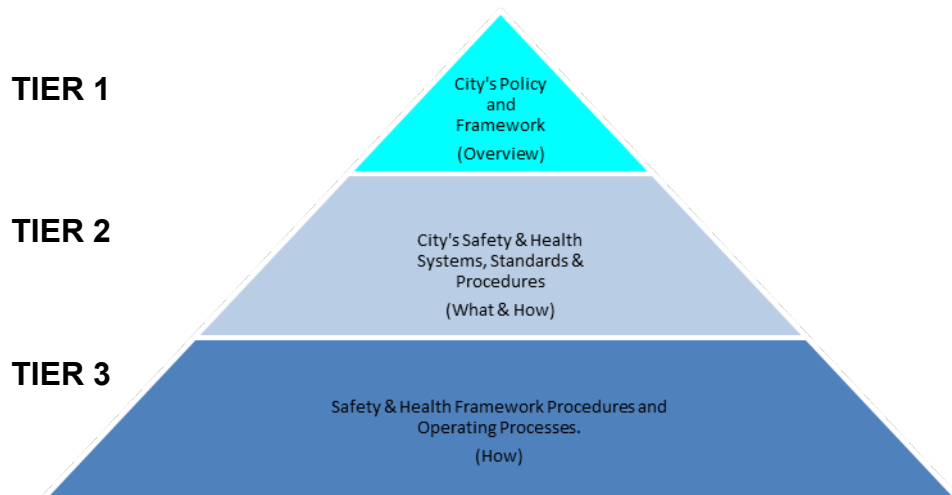 TIER 1
City's Policy
and
Framework
(Overview)
TIER 2
City's Safety & Health
Systems, Standards &
Procedures
(What & How)
TIER 3
Safety & Health Framework Procedures and
Operating Processes.
(How)